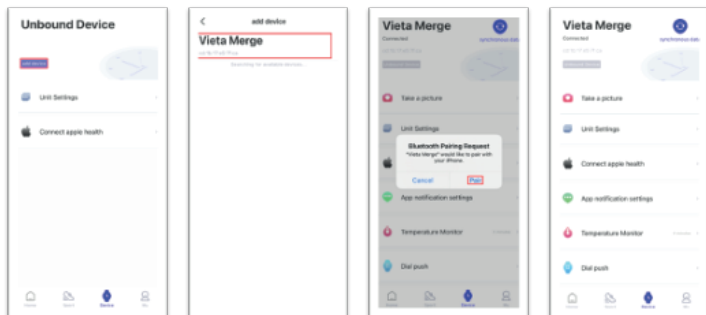 Unbound Device
add device
Unit Settings
Connect apple health
Home
Sport
Device
Me
add device
Vieta Merge
Searching for available devices...
Vieta Merge
Connected
synchronous data
Take a picture
Unit Settings
Bluetooth Pairing Request
"Vieta Merge" would like to pair with
your iPhone.
Cancel
Pair
App notification settings
Temperature Monitor
Dial push
Home
Sport
Device
Me
Vieta Merge
Connected
synchronous data
Take a picture
Unit Settings
Connect apple health
App notification settings
Temperature Monitor
Dial push
Home
Sport
Device
Me